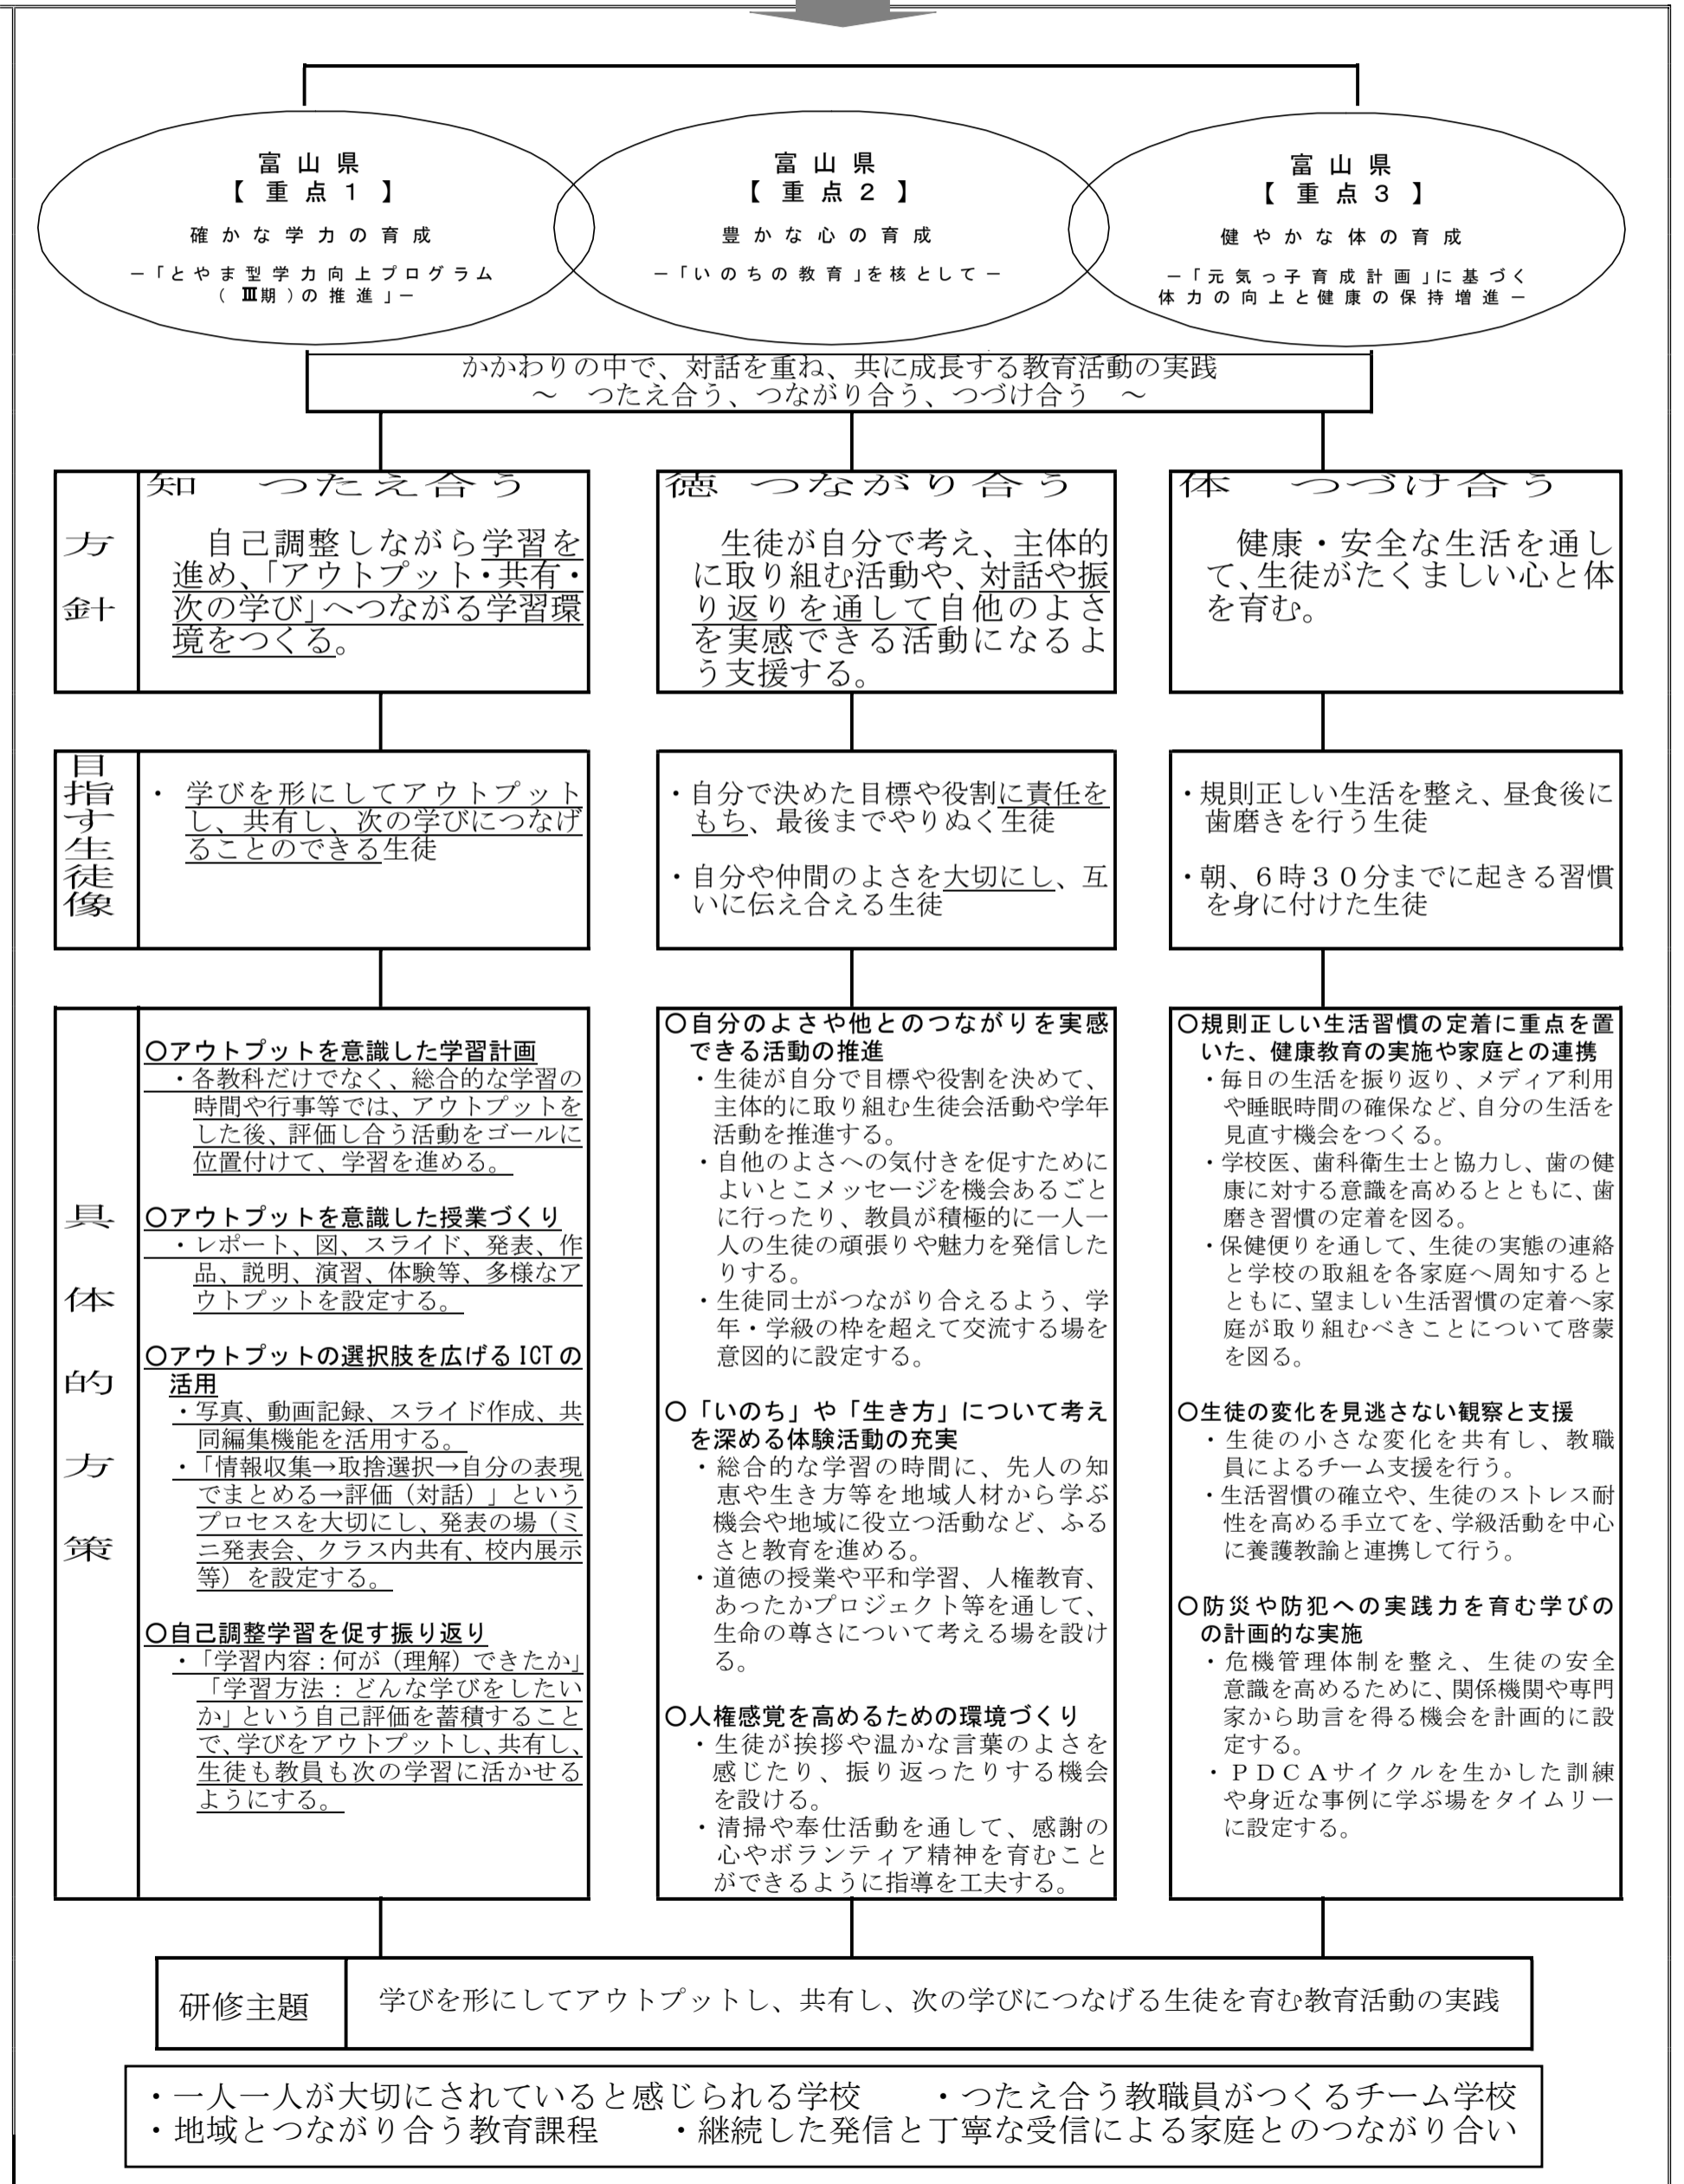 富山県
【重点1】
確かな学力の育成
－「とやま型学力向上プログラム
(Ⅲ期)の推進」－
富山県
【重点2】
豊かな心の育成
－「いのちの教育」を核として－
富山県
【重点3】
健やかな体の育成
－「元気っ子育成計画」に基づく
体力の向上と健康の保持増進－
かかわりの中で、対話を重ね、共に成長する教育活動の実践
～　つたえ合う、つながり合う、つづけ合う　～
方針
知　つたえ合う
自己調整しながら学習を
進め、「アウトプット・共有・
次の学び」へつながる学習環
境をつくる。
徳　つながり合う
生徒が自分で考え、主体的
に取り組む活動や、対話や振
り返りを通して自他のよさ
を実感できる活動になるよ
う支援する。
体　つづけ合う
健康・安全な生活を通し
て、生徒がたくましい心と体
を育む。
目指す生徒像
・　学びを形にしてアウトプット
し、共有し、次の学びにつなげ
ることのできる生徒
・自分で決めた目標や役割に責任を
もち、最後までやりぬく生徒
・自分や仲間のよさを大切にし、互
いに伝え合える生徒
・規則正しい生活を整え、昼食後に
歯磨きを行う生徒
・朝、６時３０分までに起きる習慣
を身に付けた生徒
具体的方策
○アウトプットを意識した学習計画
・各教科だけでなく、総合的な学習の
時間や行事等では、アウトプットを
した後、評価し合う活動をゴールに
位置付けて、学習を進める。
○アウトプットを意識した授業づくり
・レポート、図、スライド、発表、作
品、説明、演習、体験等、多様なア
ウトプットを設定する。
○アウトプットの選択肢を広げるICTの
活用
・写真、動画記録、スライド作成、共
同編集機能を活用する。
・「情報収集→取捨選択→自分の表現
でまとめる→評価（対話）」という
プロセスを大切にし、発表の場（ミ
ニ発表会、クラス内共有、校内展示
等）を設定する。
○自己調整学習を促す振り返り
・「学習内容：何が（理解）できたか」
「学習方法：どんな学びをしたい
か」という自己評価を蓄積すること
で、学びをアウトプットし、共有し、
生徒も教員も次の学習に活かせる
ようにする。
○自分のよさや他とのつながりを実感
できる活動の推進
・生徒が自分で目標や役割を決めて、
主体的に取り組む生徒会活動や学年
活動を推進する。
・自他のよさへの気付きを促すために
よいとこメッセージを機会あるごと
に行ったり、教員が積極的に一人一
人の生徒の頑張りや魅力を発信した
りする。
・生徒同士がつながり合えるよう、学
年・学級の枠を超えて交流する場を
意図的に設定する。
○「いのち」や「生き方」について考え
を深める体験活動の充実
・総合的な学習の時間に、先人の知
恵や生き方等を地域人材から学ぶ
機会や地域に役立つ活動など、ふる
さと教育を進める。
・道徳の授業や平和学習、人権教育、
あったかプロジェクト等を通して、
生命の尊さについて考える場を設け
る。
○人権感覚を高めるための環境づくり
・生徒が挨拶や温かな言葉のよさを
感じたり、振り返ったりする機会
を設ける。
・清掃や奉仕活動を通して、感謝の
心やボランティア精神を育むこと
ができるように指導を工夫する。
○規則正しい生活習慣の定着に重点を置
いた、健康教育の実施や家庭との連携
・毎日の生活を振り返り、メディア利用
や睡眠時間の確保など、自分の生活を
見直す機会をつくる。
・学校医、歯科衛生士と協力し、歯の健
康に対する意識を高めるとともに、歯
磨き習慣の定着を図る。
・保健便りを通して、生徒の実態の連絡
と学校の取組を各家庭へ周知すると
ともに、望ましい生活習慣の定着へ家
庭が取り組むべきことについて啓蒙
を図る。
○生徒の変化を見逃さない観察と支援
・生徒の小さな変化を共有し、教職
員によるチーム支援を行う。
・生活習慣の確立や、生徒のストレス耐
性を高める手立てを、学級活動を中心
に養護教諭と連携して行う。
○防災や防犯への実践力を育む学びの
の計画的な実施
・危機管理体制を整え、生徒の安全
意識を高めるために、関係機関や専門
家から助言を得る機会を計画的に設
定する。
・ＰＤＣＡサイクルを生かした訓練
や身近な事例に学ぶ場をタイムリー
に設定する。
研修主題
学びを形にしてアウトプットし、共有し、次の学びにつなげる生徒を育む教育活動の実践
・一人一人が大切にされていると感じられる学校　　・つたえ合う教職員がつくるチーム学校
・地域とつながり合う教育課程　　・継続した発信と丁寧な受信による家庭とのつながり合い